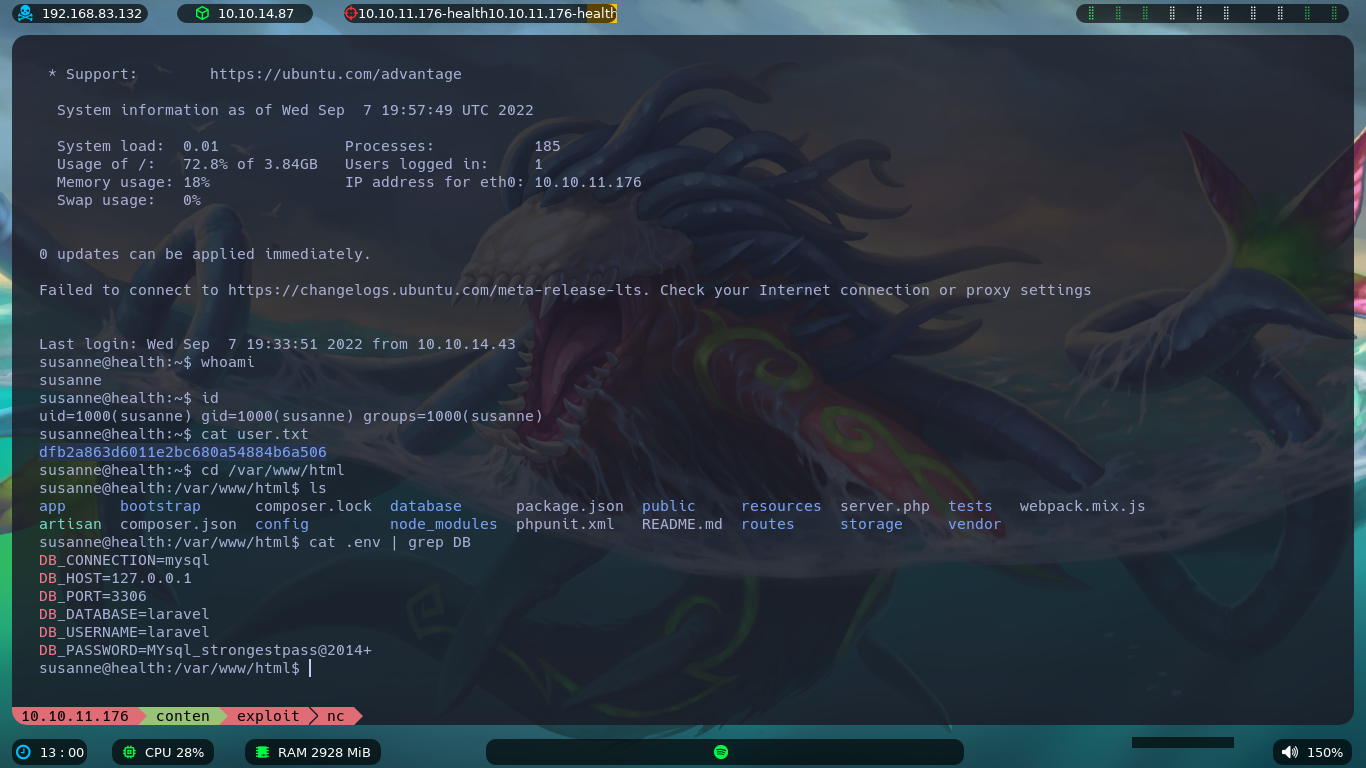 192.168.83.132 10.10.14.87 10.10.11.176-health10.10.11.176-health
* Support: https://ubuntu.com/advantage
System information as of Wed Sep  7 19:57:49 UTC 2022
System load: 0.01 Processes: 185
Usage of /: 72.8% of 3.84GB Users logged in: 1
Memory usage: 18% IP address for eth0: 10.10.11.176
Swap usage: 0%
0 updates can be applied immediately.
Failed to connect to https://changelogs.ubuntu.com/meta-release-lts. Check your Internet connection or proxy settings
Last login: Wed Sep  7 19:33:51 2022 from 10.10.14.43
susanne@health:~$ whoami
susanne
susanne@health:~$ id
uid=1000(susanne) gid=1000(susanne) groups=1000(susanne)
susanne@health:~$ cat user.txt
dfb2a863d6011e2bc680a54884b6a506
susanne@health:~$ cd /var/www/html
susanne@health:/var/www/html$ ls
app bootstrap composer.lock database package.json public resources server.php tests webpack.mix.js
artisan composer.json config node_modules phpunit.xml README.md routes storage vendor
susanne@health:/var/www/html$ cat .env | grep DB
DB_CONNECTION=mysql
DB_HOST=127.0.0.1
DB_PORT=3306
DB_DATABASE=laravel
DB_USERNAME=laravel
DB_PASSWORD=MYsql_strongestpass@2014+
susanne@health:/var/www/html$
10.10.11.176 conten exploit nc
13 : 00 CPU 28% RAM 2928 MiB 150%